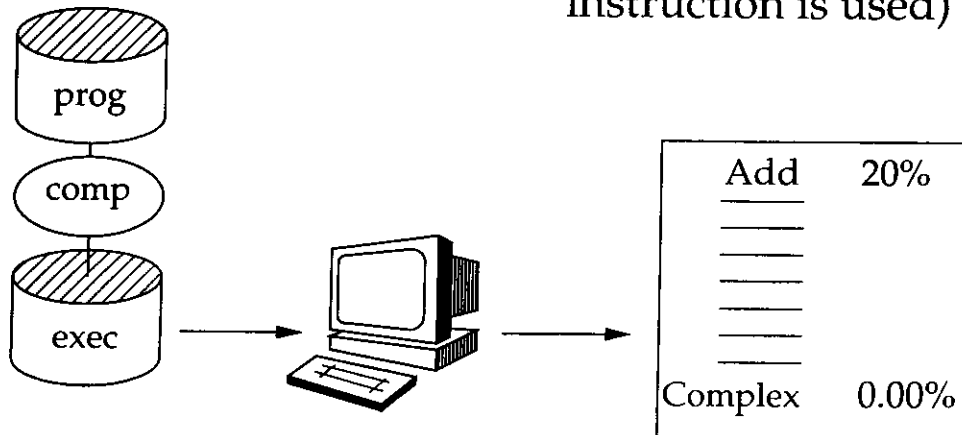 instruction is used)
prog
comp
exec
Add 20%
Complex 0.00%